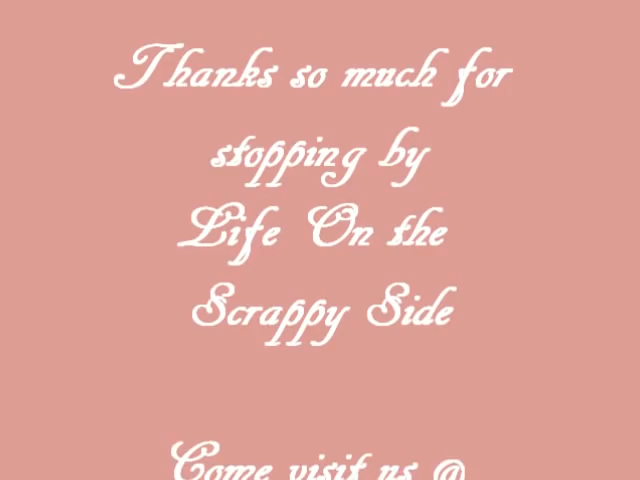 Thanks so much for
stopping by
Life On the
Scrappy Side
Come visit us @